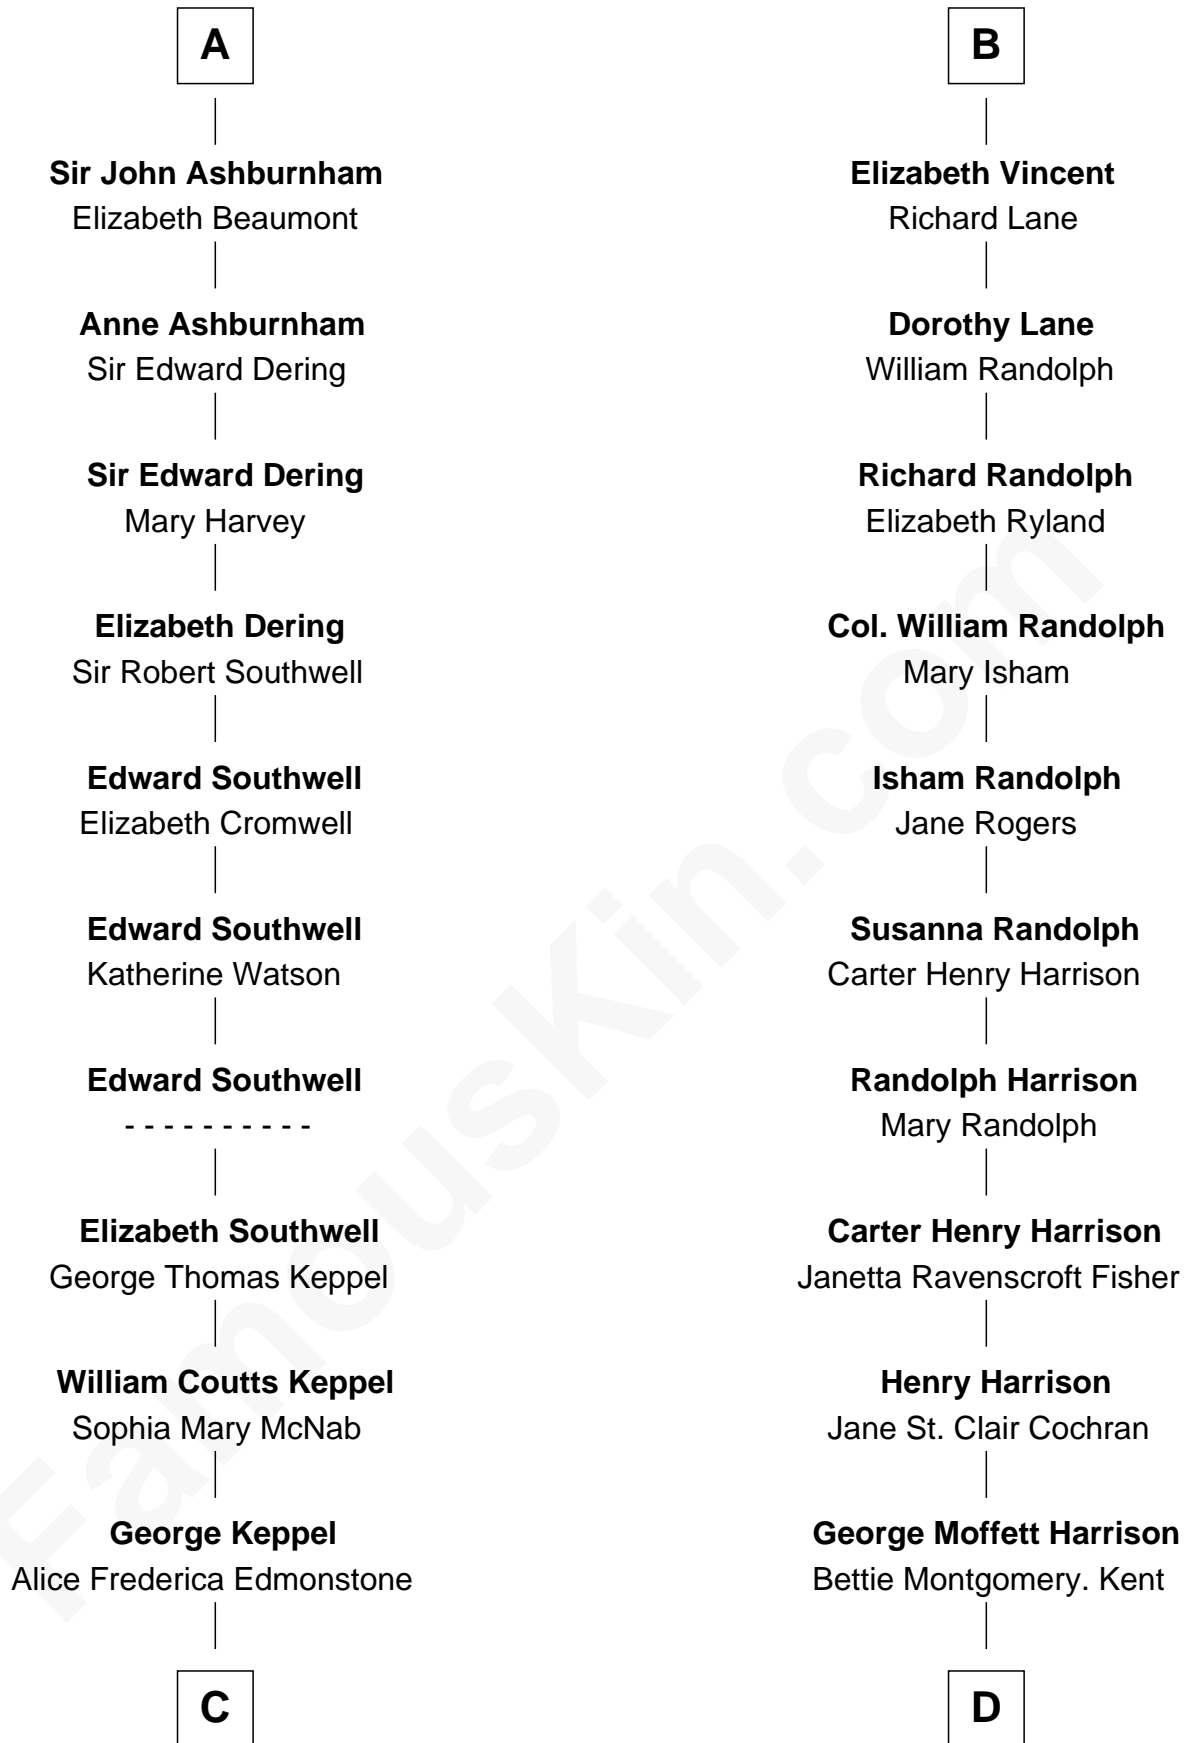 A
Sir John Ashburnham
Elizabeth Beaumont
Anne Ashburnham
Sir Edward Dering
Sir Edward Dering
Mary Harvey
Elizabeth Dering
Sir Robert Southwell
Edward Southwell
Elizabeth Cromwell
Edward Southwell
Katherine Watson
Edward Southwell
- - - - - - - - - -
Elizabeth Southwell
George Thomas Keppel
William Coutts Keppel
Sophia Mary McNab
George Keppel
Alice Frederica Edmonstone
C
B
Elizabeth Vincent
Richard Lane
Dorothy Lane
William Randolph
Richard Randolph
Elizabeth Ryland
Col. William Randolph
Mary Isham
Isham Randolph
Jane Rogers
Susanna Randolph
Carter Henry Harrison
Randolph Harrison
Mary Randolph
Carter Henry Harrison
Janetta Ravenscroft Fisher
Henry Harrison
Jane St. Clair Cochran
George Moffett Harrison
Bettie Montgomery. Kent
D
FamousKin.com